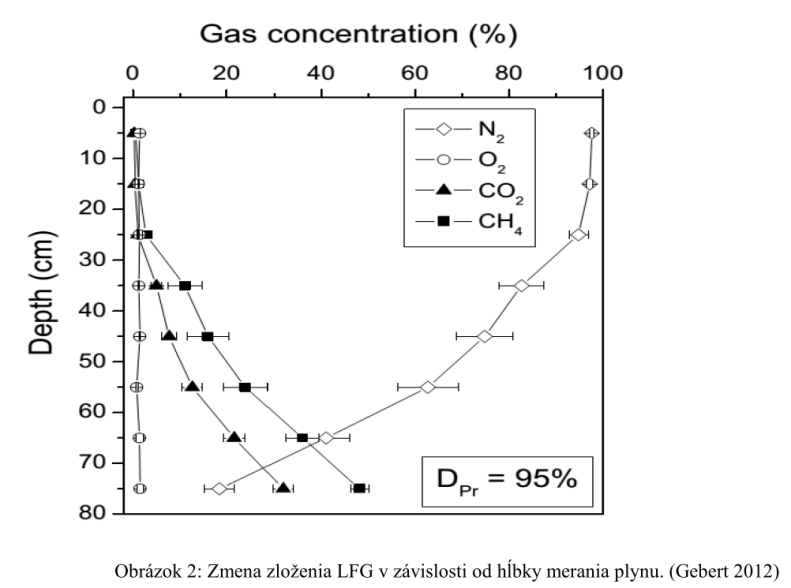 Gas concentration (%)
0 20 40 60 80 100
Depth (cm)
0
10
20
30
40
50
60
70
80
N₂
O₂
CO₂
CH₄
D_Pr = 95%
Obrázok 2: Zmena zloženia LFG v závislosti od hĺbky merania plynu. (Gebert 2012)